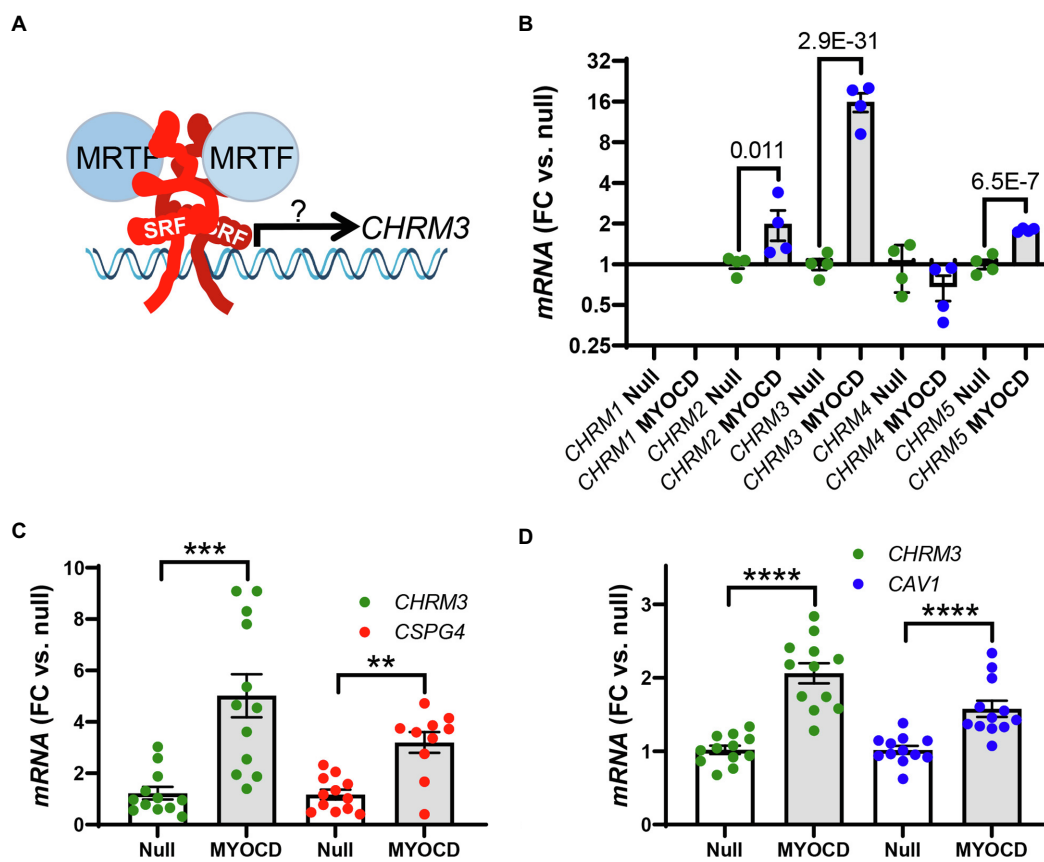 A
MRTF
MRTF
SRF
SRF
?
CHRM3
B
mRNA (FC vs. null)
32
16
8
4
2
1
0.5
0.25
0.011
2.9E-31
6.5E-7
CHRM1 Null
CHRM1 MYOCD
CHRM2 Null
CHRM2 MYOCD
CHRM3 Null
CHRM3 MYOCD
CHRM4 Null
CHRM4 MYOCD
CHRM5 Null
CHRM5 MYOCD
C
mRNA (FC vs. null)
10
8
6
4
2
0
***
**
CHRM3
CSPG4
Null
MYOCD
Null
MYOCD
D
mRNA (FC vs. null)
3
2
1
0
****
****
CHRM3
CAV1
Null
MYOCD
Null
MYOCD